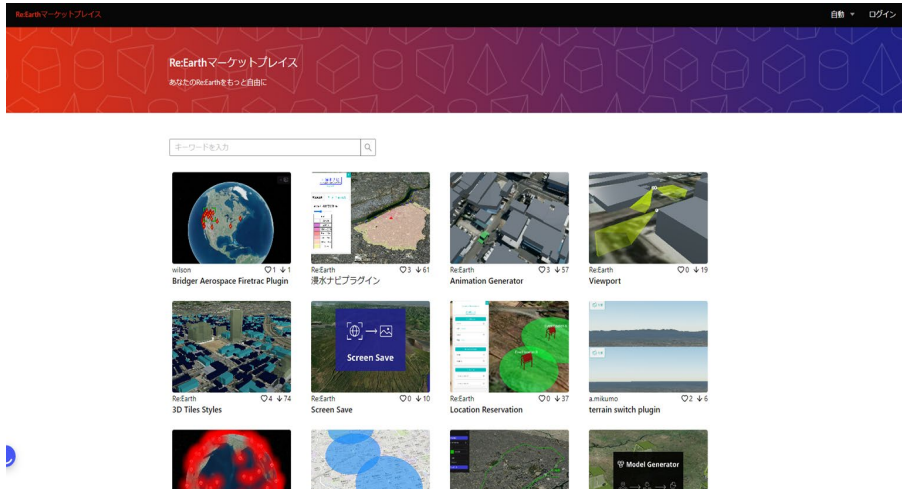 Re:Earthマーケットプレイス
自動
ログイン
Re:Earthマーケットプレイス
あなたのRe:Earthをもっと自由に
キーワードを入力
wilson 1 1
Bridger Aerospace Firetrac Plugin
Re:Earth 3 61
浸水ナビプラグイン
Re:Earth 3 57
Animation Generator
Re:Earth 0 19
Viewport
Re:Earth 4 74
3D Tiles Styles
Screen Save
Re:Earth 0 10
Screen Save
Re:Earth 0 37
Location Reservation
a.mikumo 2 6
terrain switch plugin
Model Generator